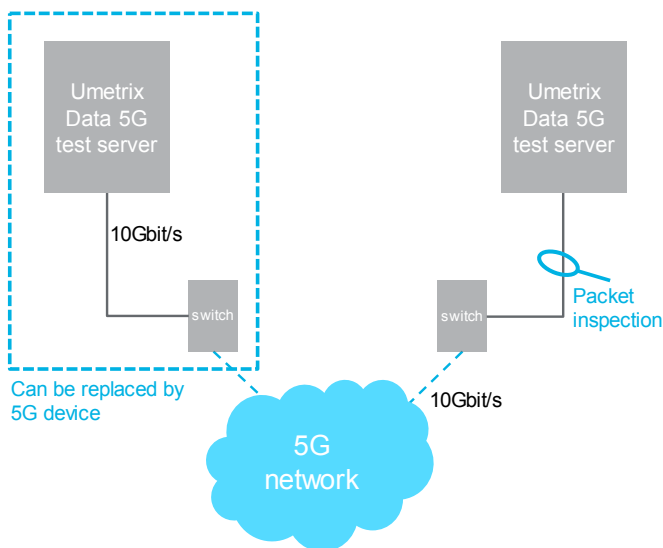 Umetrix
Data 5G
test server
Umetrix
Data 5G
test server
10Gbit/s
switch
switch
Packet
inspection
Can be replaced by
5G device
10Gbit/s
5G
network